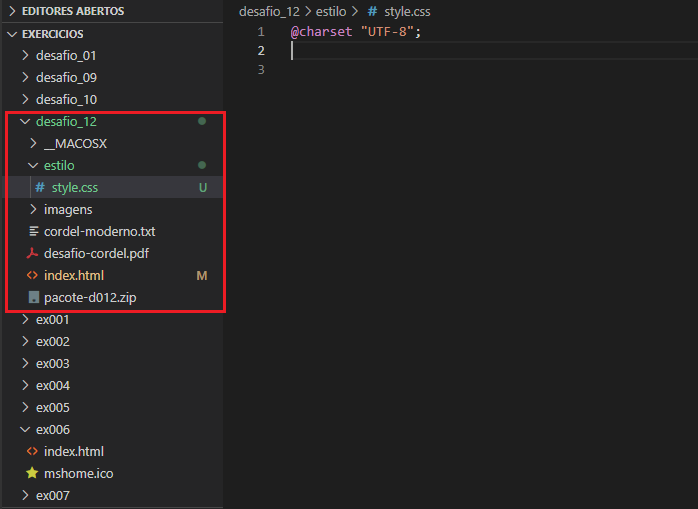 EDITORES ABERTOS
EXERCICIOS
desafio_01
desafio_09
desafio_10
desafio_12
__MACOSX
estilo
# style.css U
imagens
cordel-moderno.txt
desafio-cordel.pdf
<> index.html M
pacote-d012.zip
ex001
ex002
ex003
ex004
ex005
ex006
<> index.html
mshome.ico
ex007
desafio_12 > estilo > # style.css
1 @charset "UTF-8";
2
3